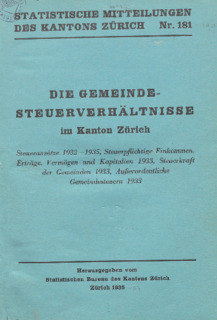 STATISTISCHE MITTEILUNGEN
DES KANTONS ZÜRICH Nr. 181
DIE GEMEINDE-
STEUERVERHÄLTNISSE
im Kanton Zürich
Steueransätze 1932–1935, Steuerpflichtige Einkommen,
Erträge, Vermögen und Kapitalien 1933, Steuerkraft
der Gemeinden 1933, Außerordentliche
Gemeindesteuern 1933
Herausgegeben vom
Statistischen Bureau des Kantons Zürich
Zürich 1935